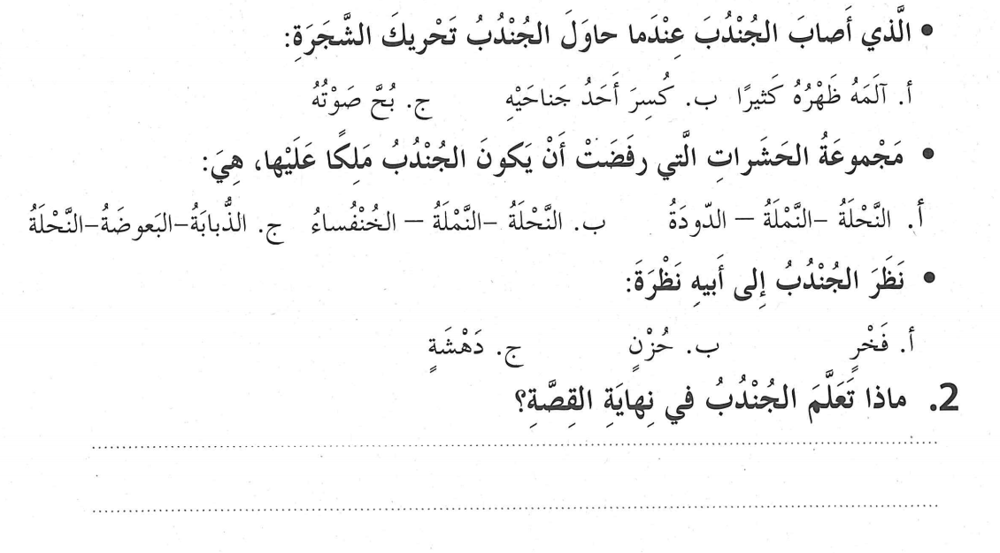 • الَّذي أَصابَ الجُنْدُبَ عِنْدَما حاوَلَ الجُنْدُبُ تَحْريكَ الشَّجَرَةِ:
أ. آلَمَهُ ظَهْرُهُ كَثيرًا ب. كُسِرَ أَحَدُ جَناحَيْهِ ج. بُحَّ صَوْتُهُ
• مَجْموعَةُ الحَشَراتِ الَّتي رفَضَتْ أَنْ يَكونَ الجُنْدُبُ مَلِكًا عَلَيْها، هِيَ:
أ. النَّحْلَةُ –النَّمْلَةُ – الدّودَةُ ب. النَّحْلَةُ –النَّمْلَةُ – الخُنْفُساءُ ج. الذُّبابَةُ–البَعوضَةُ–النَّحْلَةُ
• نَظَرَ الجُنْدُبُ إِلى أَبيهِ نَظْرَةَ:
أ. فَخْرٍ ب. حُزْنٍ ج. دَهْشَةٍ
2. ماذا تَعَلَّمَ الجُنْدُبُ في نِهايَةِ القِصَّةِ؟